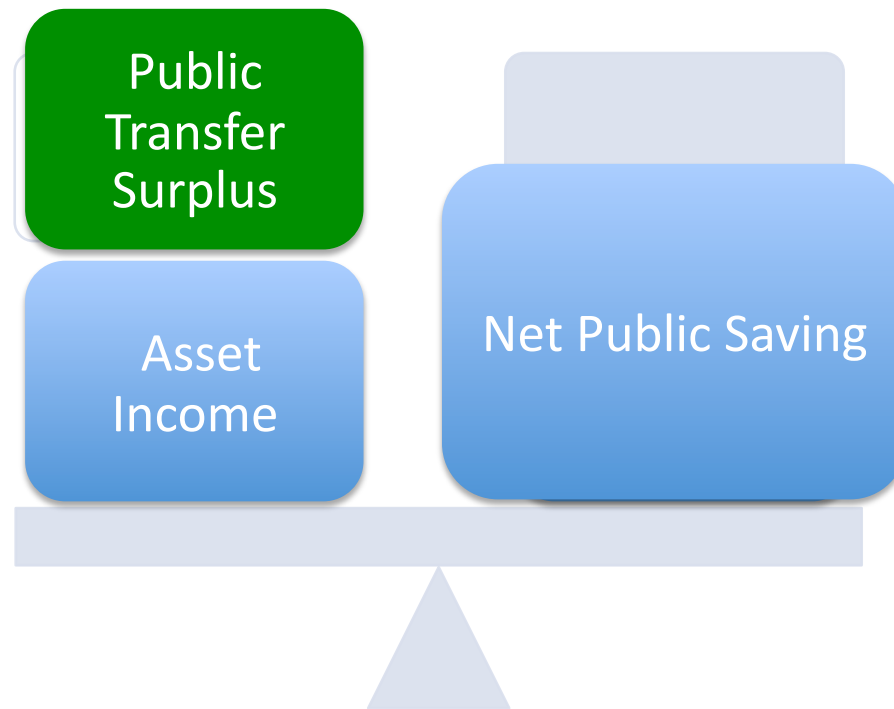 Public
Transfer
Surplus
Asset
Income
Net Public Saving